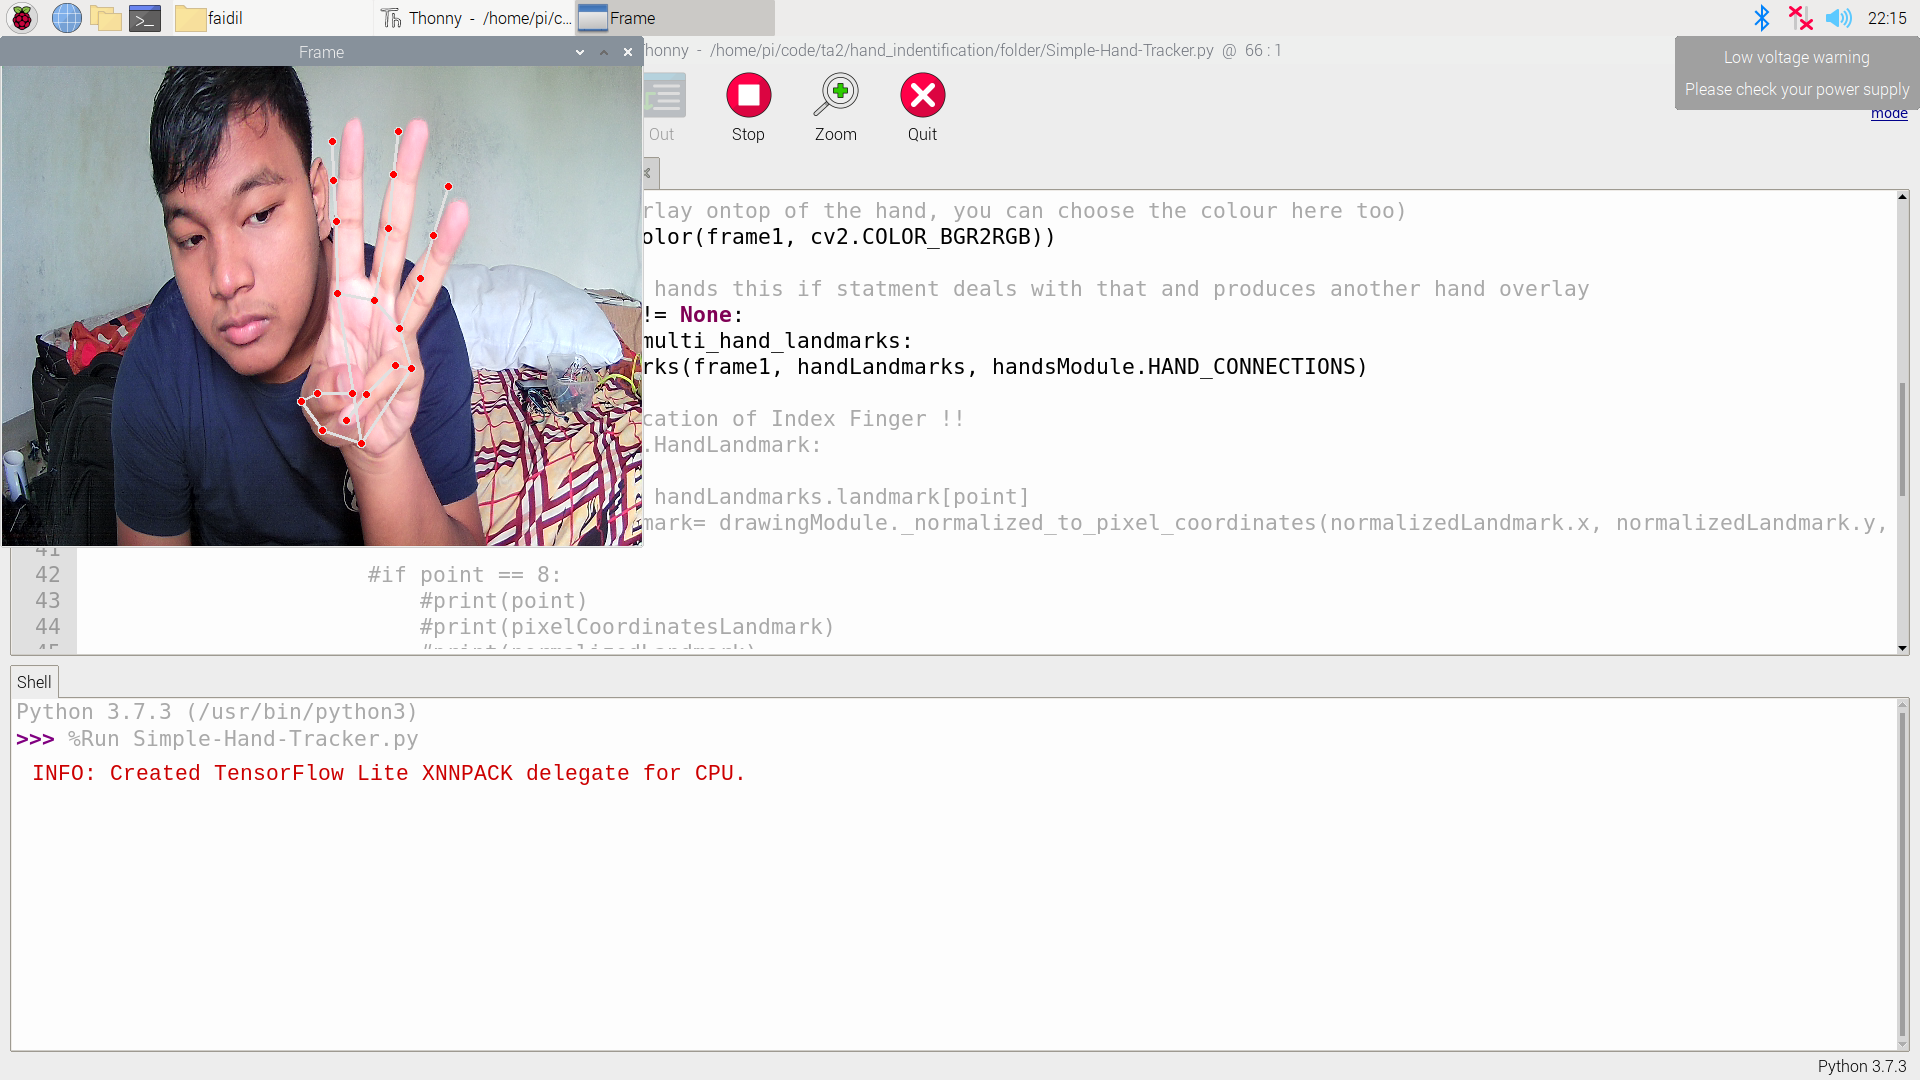 faidil
Thonny - /home/pi/c...
Frame
22:15
Frame
Thonny - /home/pi/code/ta2/hand_indentification/folder/Simple-Hand-Tracker.py @ 66 : 1
Low voltage warning
Please check your power supply
mode
Out
Stop
Zoom
Quit
rlay ontop of the hand, you can choose the colour here too)
olor(frame1, cv2.COLOR_BGR2RGB))
hands this if statment deals with that and produces another hand overlay
!= None:
multi_hand_landmarks:
rks(frame1, handLandmarks, handsModule.HAND_CONNECTIONS)
cation of Index Finger !!
.HandLandmark:
handLandmarks.landmark[point]
mark= drawingModule._normalized_to_pixel_coordinates(normalizedLandmark.x, normalizedLandmark.y,
41
42 #if point == 8:
43 #print(point)
44 #print(pixelCoordinatesLandmark)
45 #print(normalizedLandmark)
Shell
Python 3.7.3 (/usr/bin/python3)
>>> %Run Simple-Hand-Tracker.py
INFO: Created TensorFlow Lite XNNPACK delegate for CPU.
Python 3.7.3